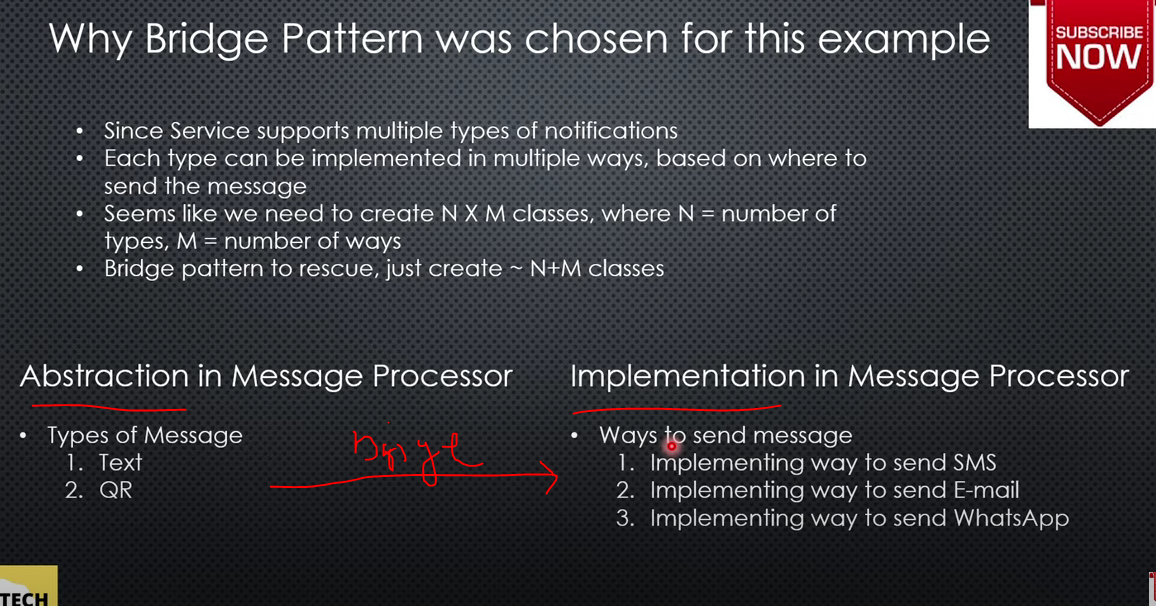 Why Bridge Pattern was chosen for this example
SUBSCRIBE
NOW
• Since Service supports multiple types of notifications
• Each type can be implemented in multiple ways, based on where to
send the message
• Seems like we need to create N X M classes, where N = number of
types, M = number of ways
• Bridge pattern to rescue, just create ~ N+M classes
Abstraction in Message Processor
• Types of Message
1. Text
2. QR
Implementation in Message Processor
• Ways to send message
1. Implementing way to send SMS
2. Implementing way to send E-mail
3. Implementing way to send WhatsApp
TECH